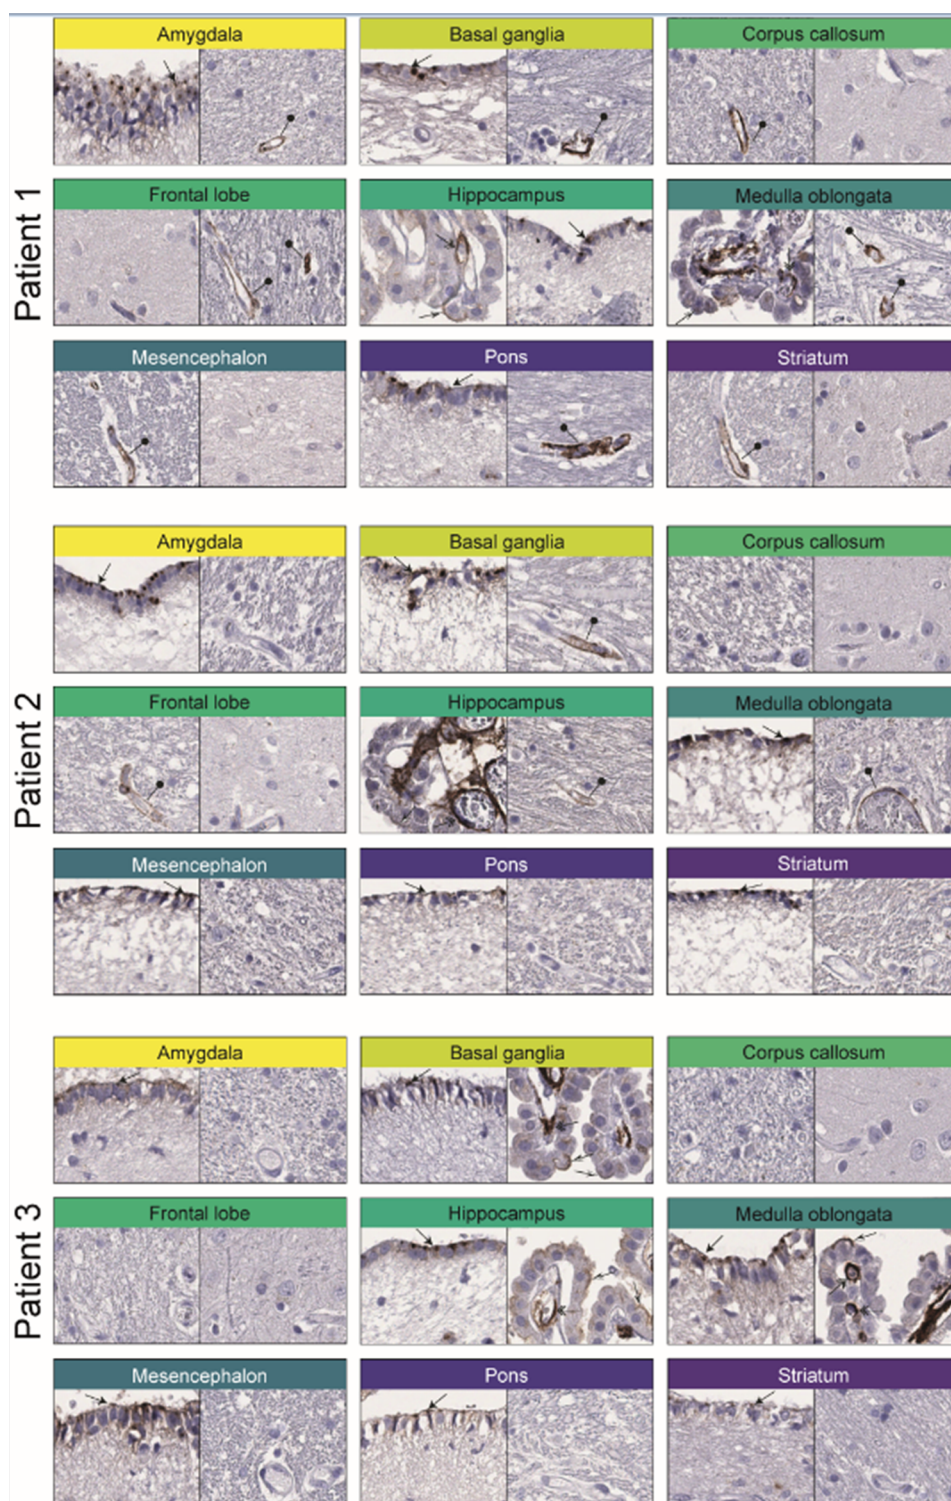 Patient 1
Amygdala
Basal ganglia
Corpus callosum
Frontal lobe
Hippocampus
Medulla oblongata
Mesencephalon
Pons
Striatum
Patient 2
Amygdala
Basal ganglia
Corpus callosum
Frontal lobe
Hippocampus
Medulla oblongata
Mesencephalon
Pons
Striatum
Patient 3
Amygdala
Basal ganglia
Corpus callosum
Frontal lobe
Hippocampus
Medulla oblongata
Mesencephalon
Pons
Striatum